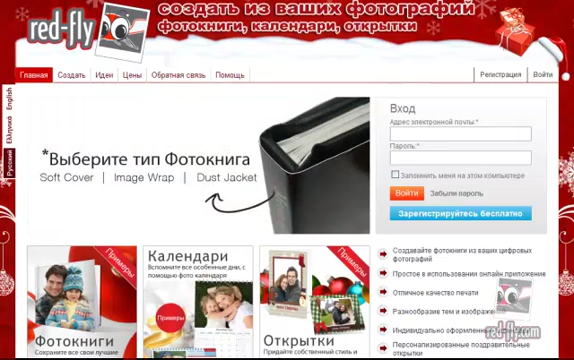 red-fly
создать из ваших фотографий
фотокниги, календари, открытки
Главная Создать Идеи Цены Обратная связь Помощь
Регистрация Войти
English
Ελληνικά
Русский
*Выберите тип Фотокнига
Soft Cover | Image Wrap | Dust Jacket
Вход
Адрес электронной почты:*
Пароль:*
Запомнить меня на этом компьютере
Войти Забыли пароль
Зарегистрируйтесь бесплатно
Примеры
Фотокниги
Сохраните все свои лучшие
Календари
Вспомните все особенные дни, с
помощью фото календаря
Примеры
Примеры
Открытки
Придайте собственный стиль и
Создавайте фотокниги из ваших цифровых
фотографий
Простое в использовании онлайн приложение
Отличное качество печати
Разнообразие тем и
Индивидуально
Персонализированные поздравительные
открытки
red-fly.com